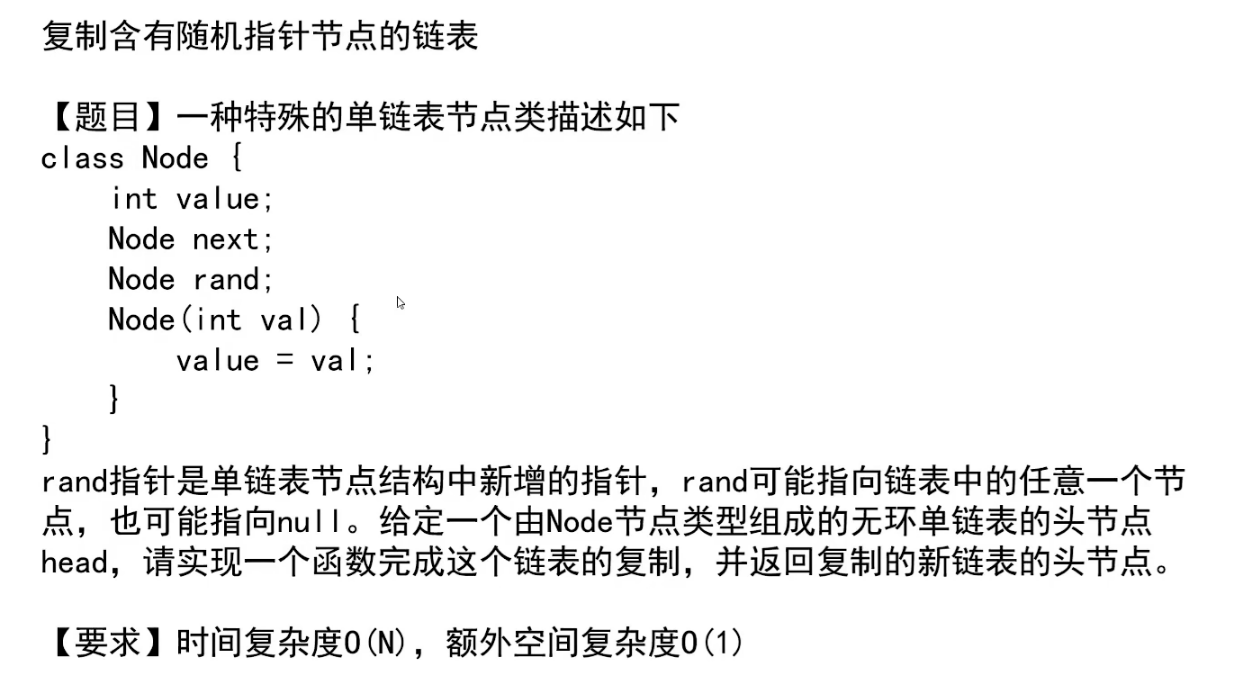 复制含有随机指针节点的链表
【题目】一种特殊的单链表节点类描述如下
class Node {
    int value;
    Node next;
    Node rand;
    Node(int val) {
        value = val;
    }
}
rand指针是单链表节点结构中新增的指针，rand可能指向链表中的任意一个节
点，也可能指向null。给定一个由Node节点类型组成的无环单链表的头节点
head，请实现一个函数完成这个链表的复制，并返回复制的新链表的头节点。
【要求】时间复杂度O(N)，额外空间复杂度O(1)